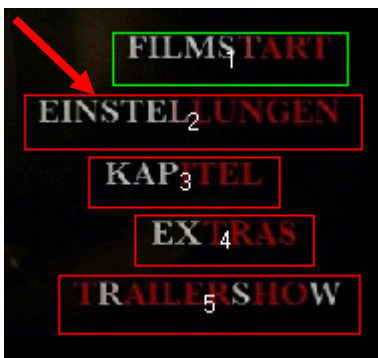 FILMSTART
1
EINSTELLUNGEN
2
KAPITEL
3
EXTRAS
4
TRAILERSHOW
5